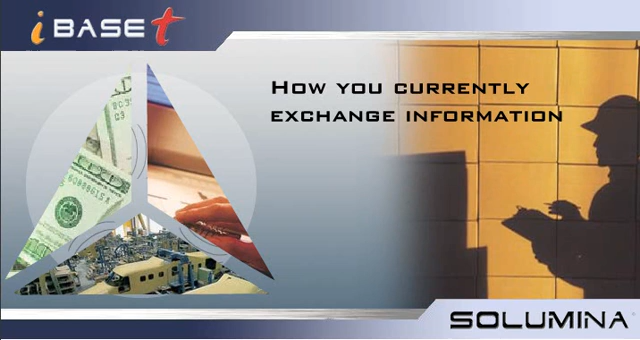 iBASEt
How you currently
exchange information
SOLUMINA